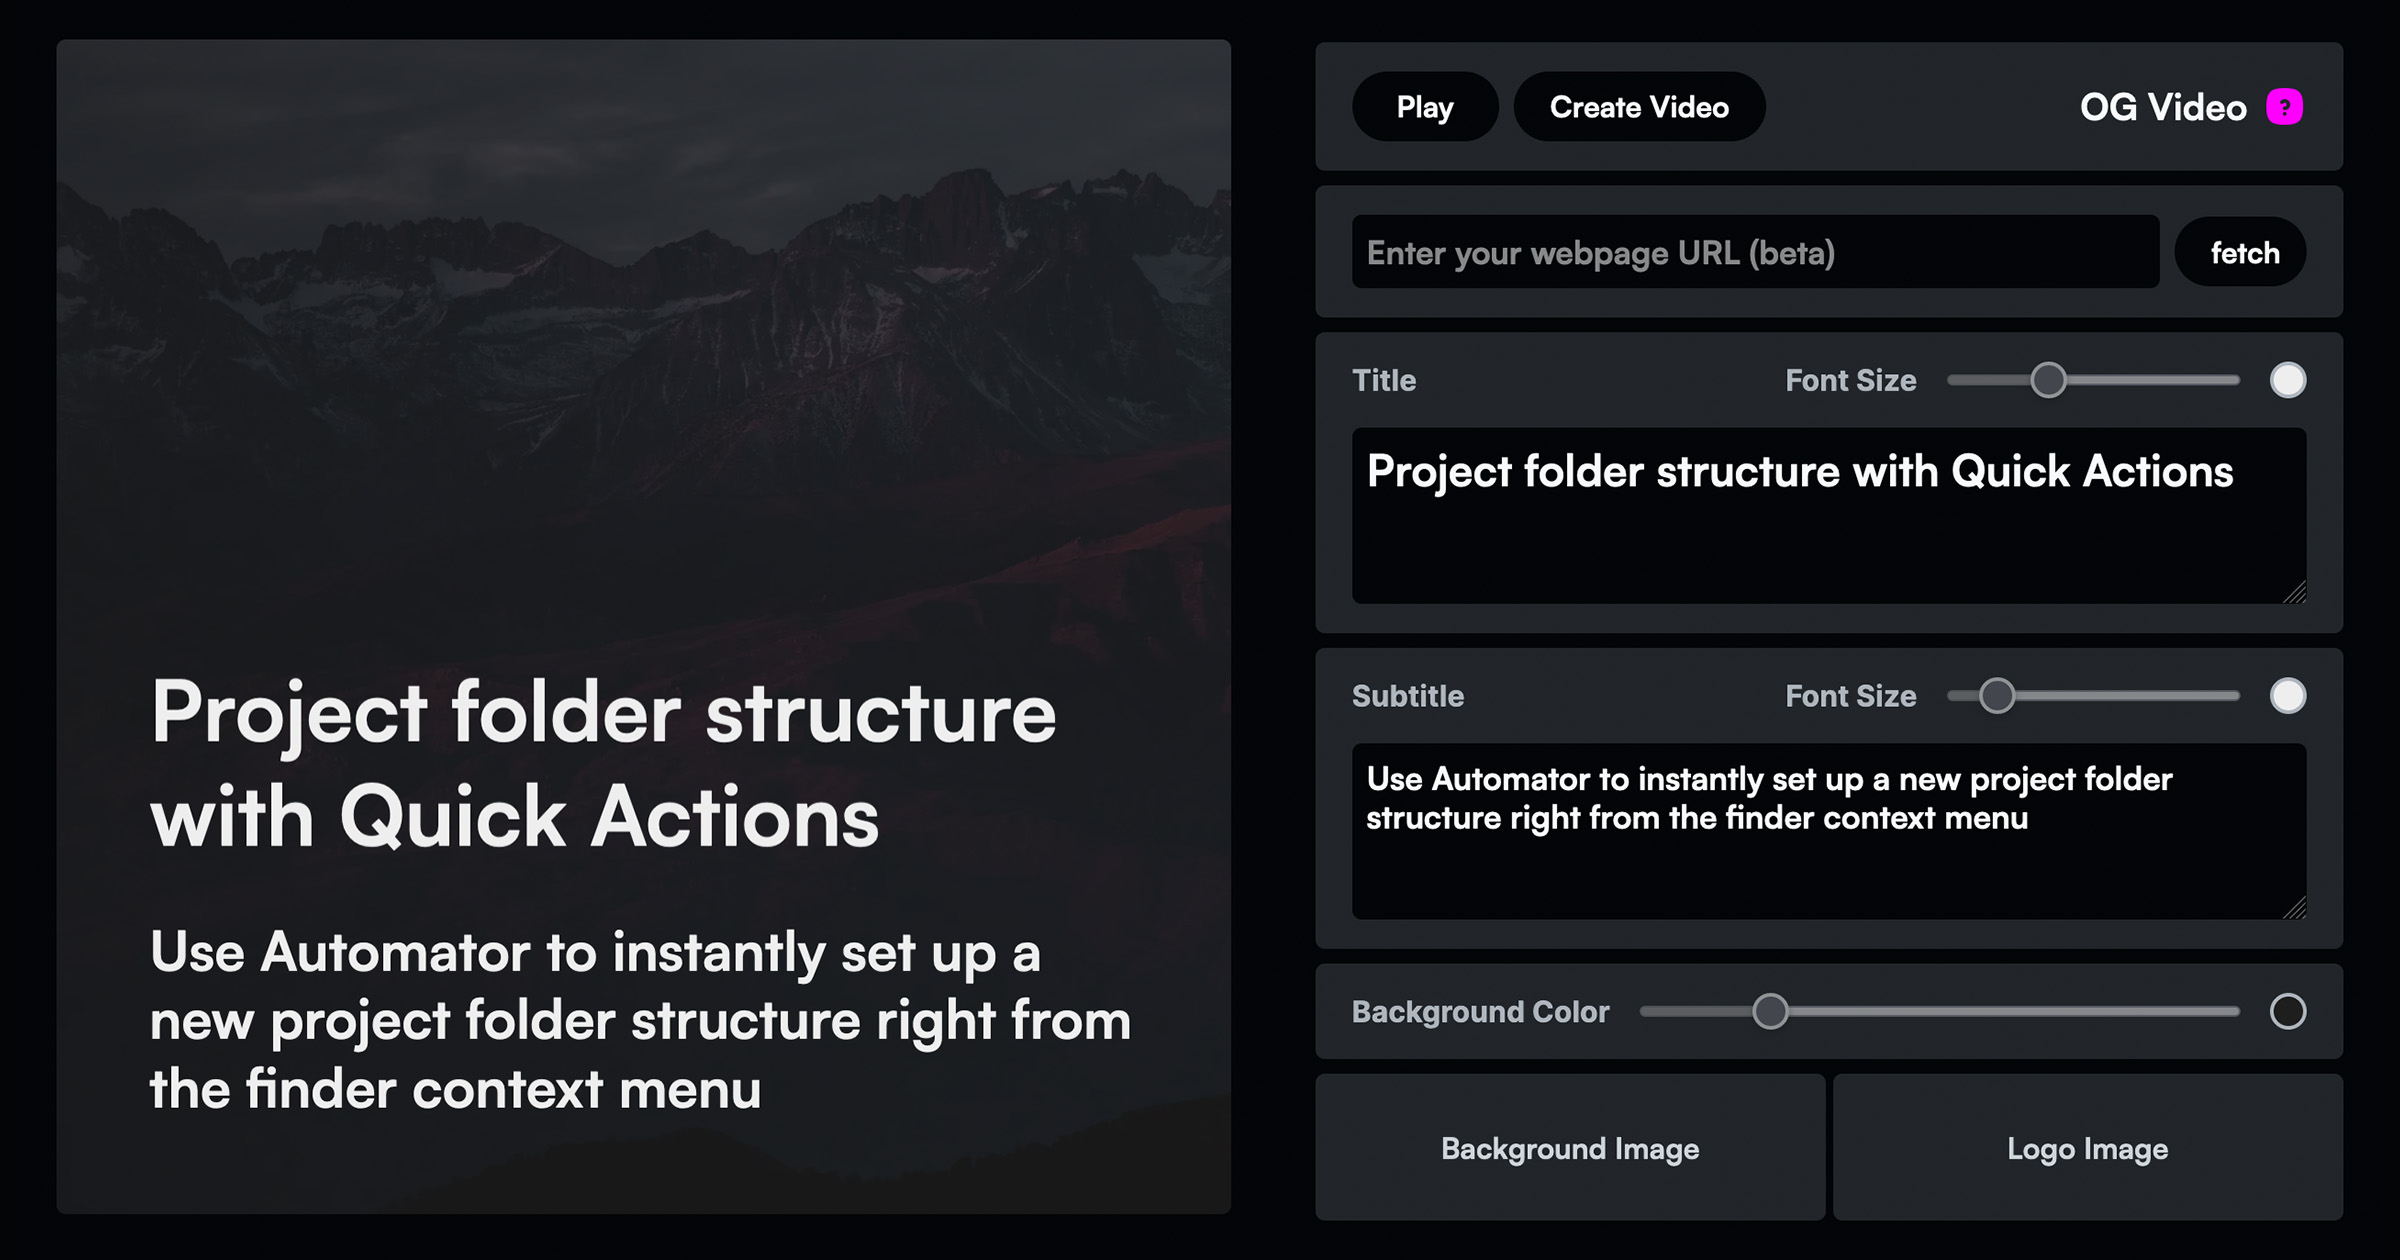 Project folder structure
with Quick Actions
Use Automator to instantly set up a
new project folder structure right from
the finder context menu
Play
Create Video
OG Video ?
Enter your webpage URL (beta)
fetch
Title
Font Size
Project folder structure with Quick Actions
Subtitle
Font Size
Use Automator to instantly set up a new project folder
structure right from the finder context menu
Background Color
Background Image
Logo Image